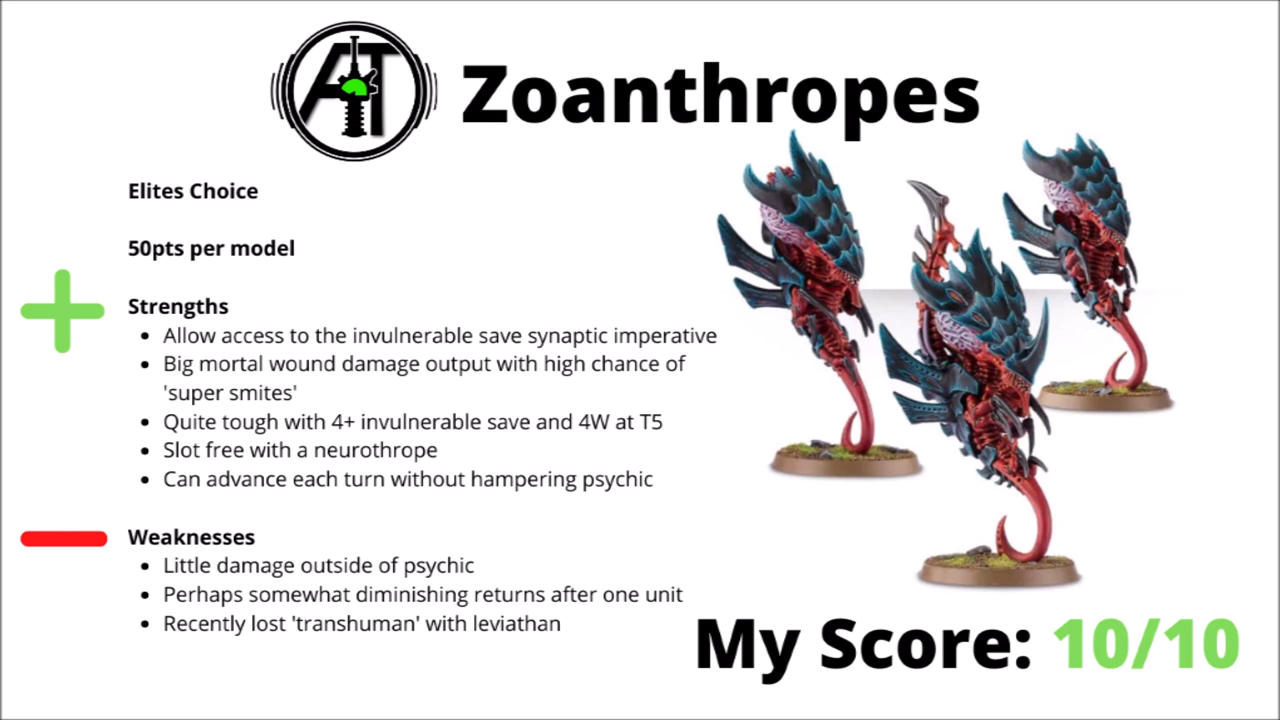 AT
Zoanthropes
Elites Choice
50pts per model
Strengths
• Allow access to the invulnerable save synaptic imperative
• Big mortal wound damage output with high chance of
'super smites'
• Quite tough with 4+ invulnerable save and 4W at T5
• Slot free with a neurothrope
• Can advance each turn without hampering psychic
Weaknesses
• Little damage outside of psychic
• Perhaps somewhat diminishing returns after one unit
• Recently lost 'transhuman' with leviathan
My Score: 10/10